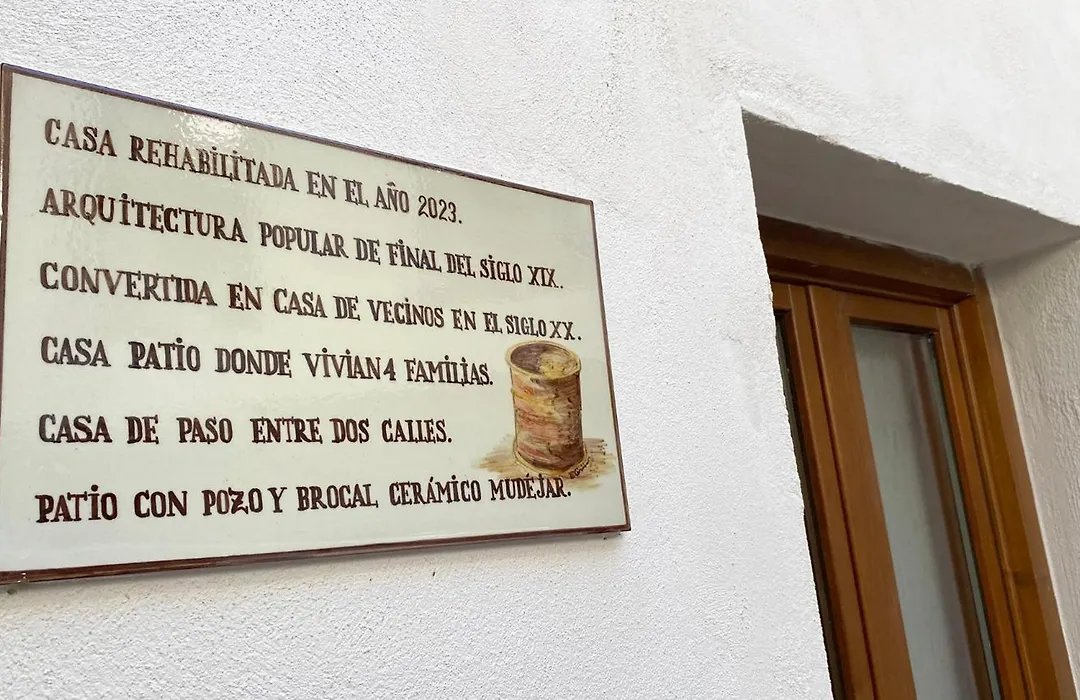 CASA REHABILITADA EN EL AÑO 2023.
ARQUITECTURA POPULAR DE FINAL DEL SIGLO XIX.
CONVERTIDA EN CASA DE VECINOS EN EL SIGLO XX.
CASA PATIO DONDE VIVIAN 4 FAMILIAS.
CASA DE PASO ENTRE DOS CALLES.
PATIO CON POZO Y BROCAL CERÁMICO MUDÉJAR.